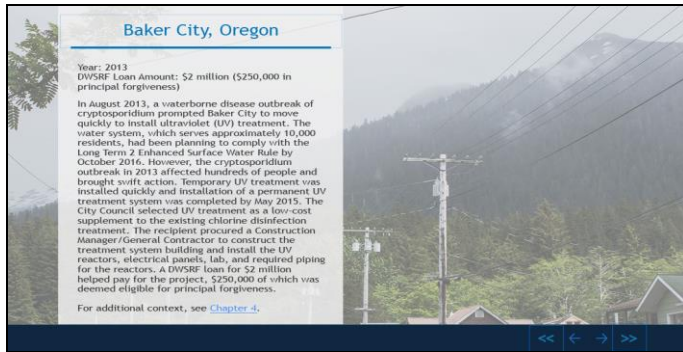 Baker City, Oregon
Year: 2013
DWSRF Loan Amount: $2 million ($250,000 in
principal forgiveness)
In August 2013, a waterborne disease outbreak of
cryptosporidium prompted Baker City to move
quickly to install ultraviolet (UV) treatment. The
water system, which serves approximately 10,000
residents, had been planning to comply with the
Long Term 2 Enhanced Surface Water Rule by
October 2016. However, the cryptosporidium
outbreak in 2013 affected hundreds of people and
brought swift action. Temporary UV treatment was
installed quickly and installation of a permanent UV
treatment system was completed by May 2015. The
City Council selected UV treatment as a low-cost
supplement to the existing chlorine disinfection
treatment. The recipient procured a Construction
Manager/General Contractor to construct the
treatment system building and install the UV
reactors, electrical panels, lab, and required piping
for the reactors. A DWSRF loan for $2 million
helped pay for the project, $250,000 of which was
deemed eligible for principal forgiveness.
For additional context, see Chapter 4.
<< ← → >>